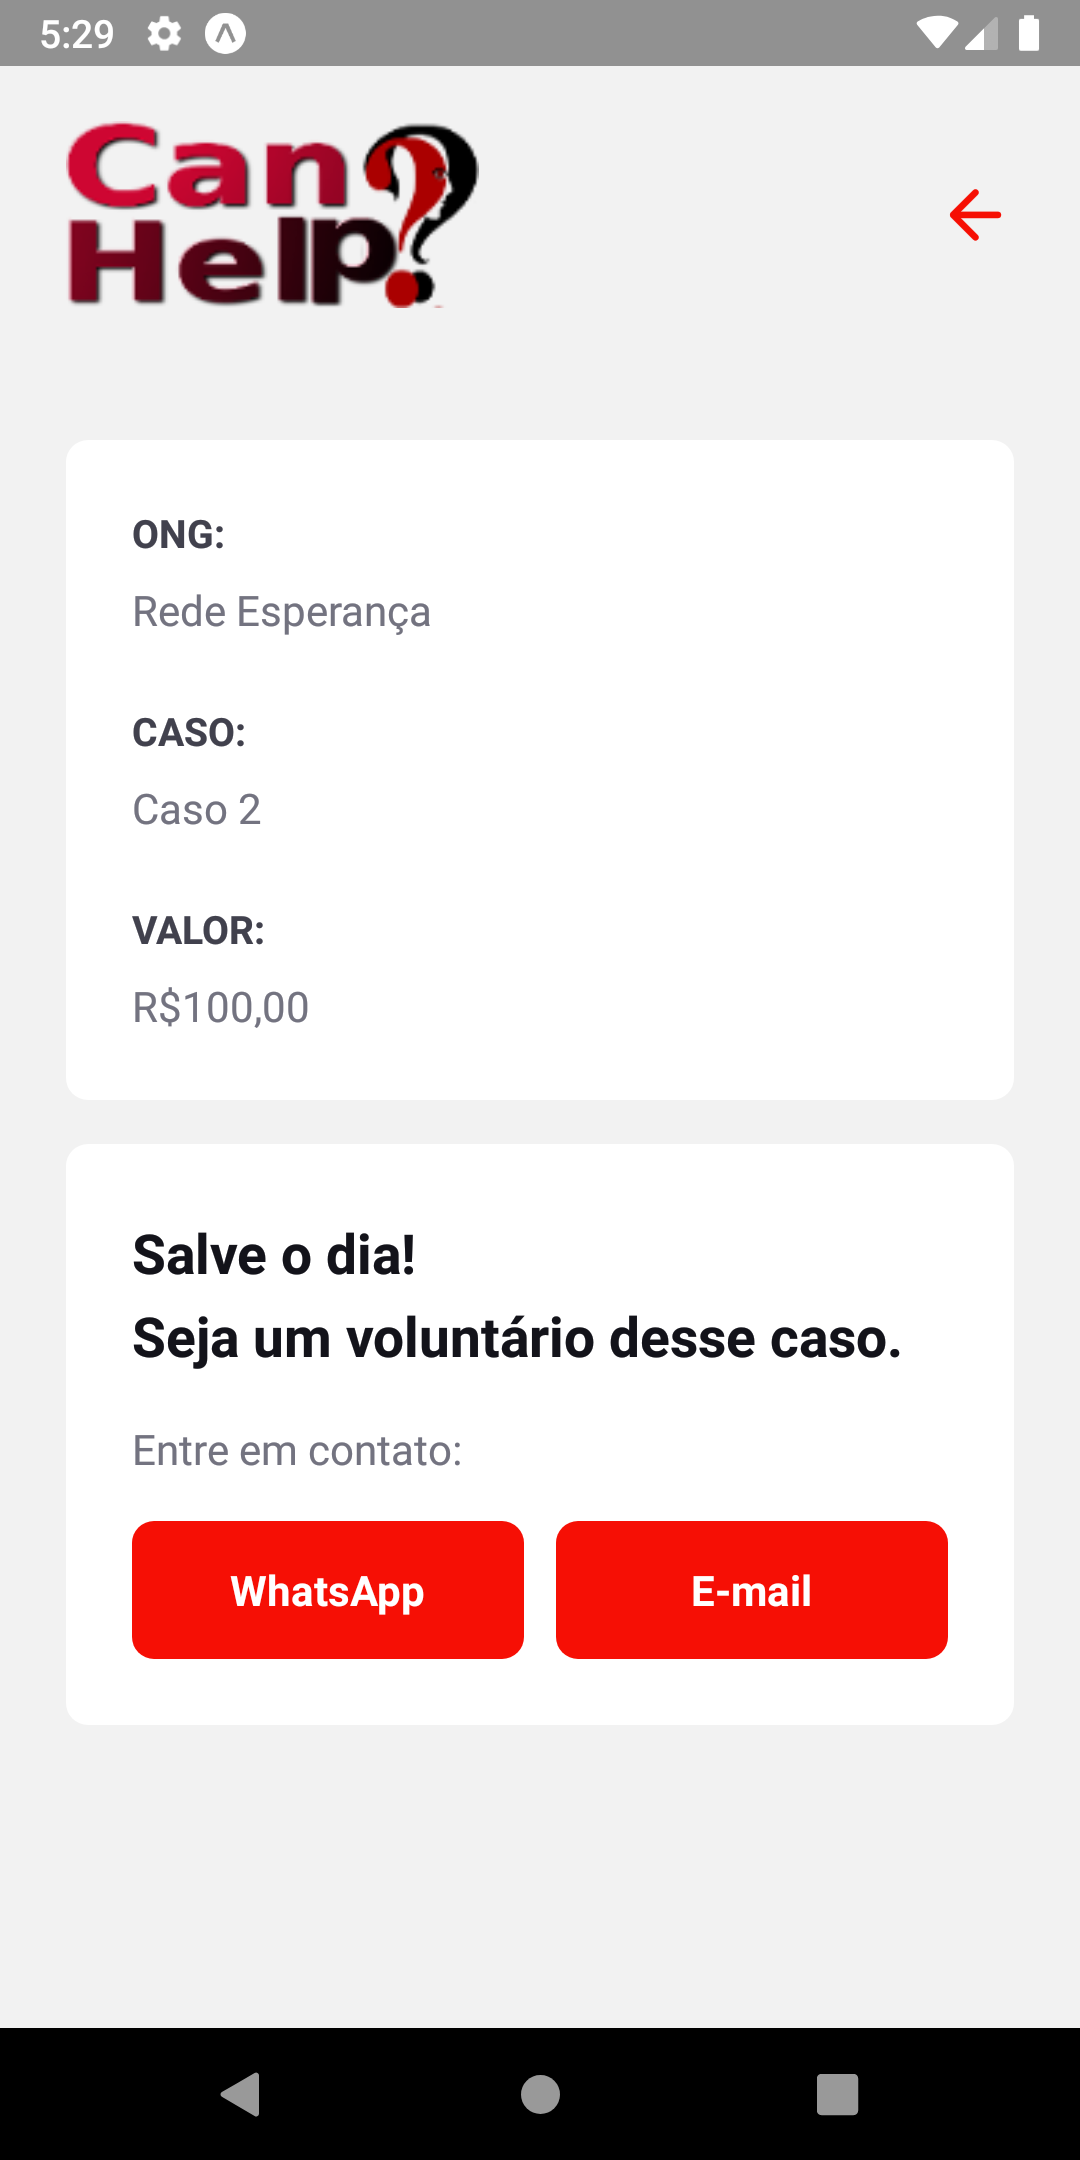 5:29
Can
Help?
ONG:
Rede Esperança
CASO:
Caso 2
VALOR:
R$100,00
Salve o dia!
Seja um voluntário desse caso.
Entre em contato:
WhatsApp
E-mail